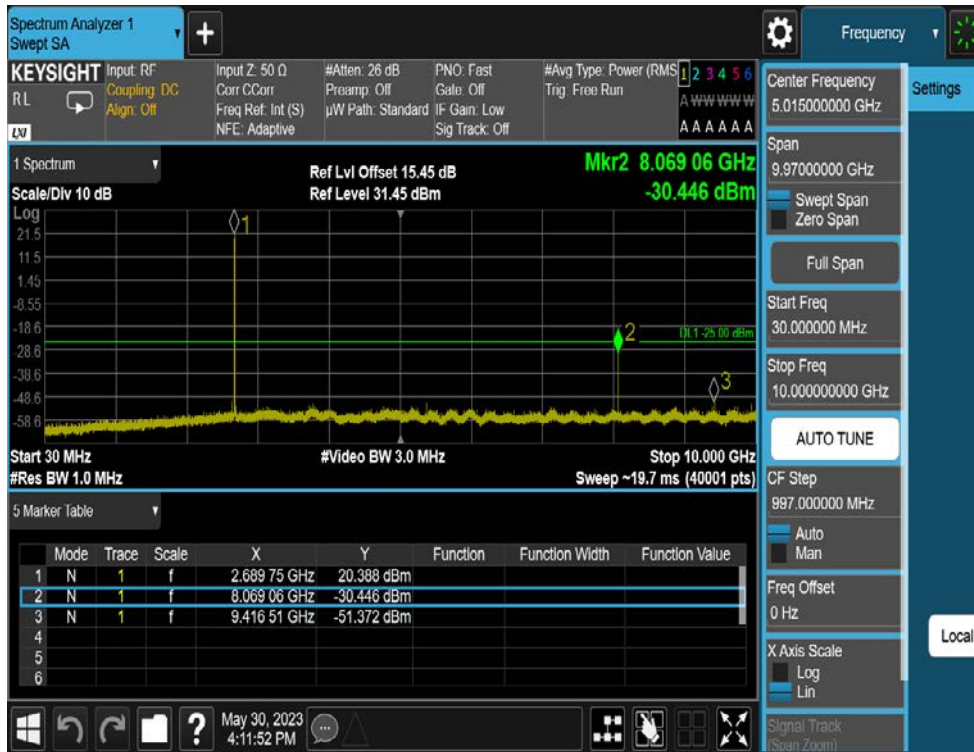 Spectrum Analyzer 1
Swept SA
Frequency
KEYSIGHT
RL
LXI
Input: RF
Coupling: DC
Align: Off
Input Z: 50 Ω
Corr CCorr
Freq Ref: Int (S)
NFE: Adaptive
#Atten: 26 dB
Preamp: Off
µW Path: Standard
PNO: Fast
Gate: Off
IF Gain: Low
Sig Track: Off
#Avg Type: Power (RMS
Trig: Free Run
1 2 3 4 5 6
A W W W W W
A A A A A A
1 Spectrum
Scale/Div 10 dB
Ref Lvl Offset 15.45 dB
Ref Level 31.45 dBm
Mkr2 8.069 06 GHz
-30.446 dBm
Log
21.5
11.5
1.45
-8.55
-18.6
-28.6
-38.6
-48.6
-58.6
1
2
3
DL1 -25.00 dBm
Start 30 MHz
#Video BW 3.0 MHz
Stop 10.000 GHz
#Res BW 1.0 MHz
Sweep ~19.7 ms (40001 pts)
5 Marker Table
Mode Trace Scale X Y Function Function Width Function Value
1 N 1 f 2.689 75 GHz 20.388 dBm
2 N 1 f 8.069 06 GHz -30.446 dBm
3 N 1 f 9.416 51 GHz -51.372 dBm
4
5
6
?
May 30, 2023
4:11:52 PM
Center Frequency
5.015000000 GHz
Span
9.97000000 GHz
Swept Span
Zero Span
Full Span
Start Freq
30.000000 MHz
Stop Freq
10.000000000 GHz
AUTO TUNE
CF Step
997.000000 MHz
Auto
Man
Freq Offset
0 Hz
X Axis Scale
Log
Lin
Signal Track
(Span Zoom)
Settings
Local